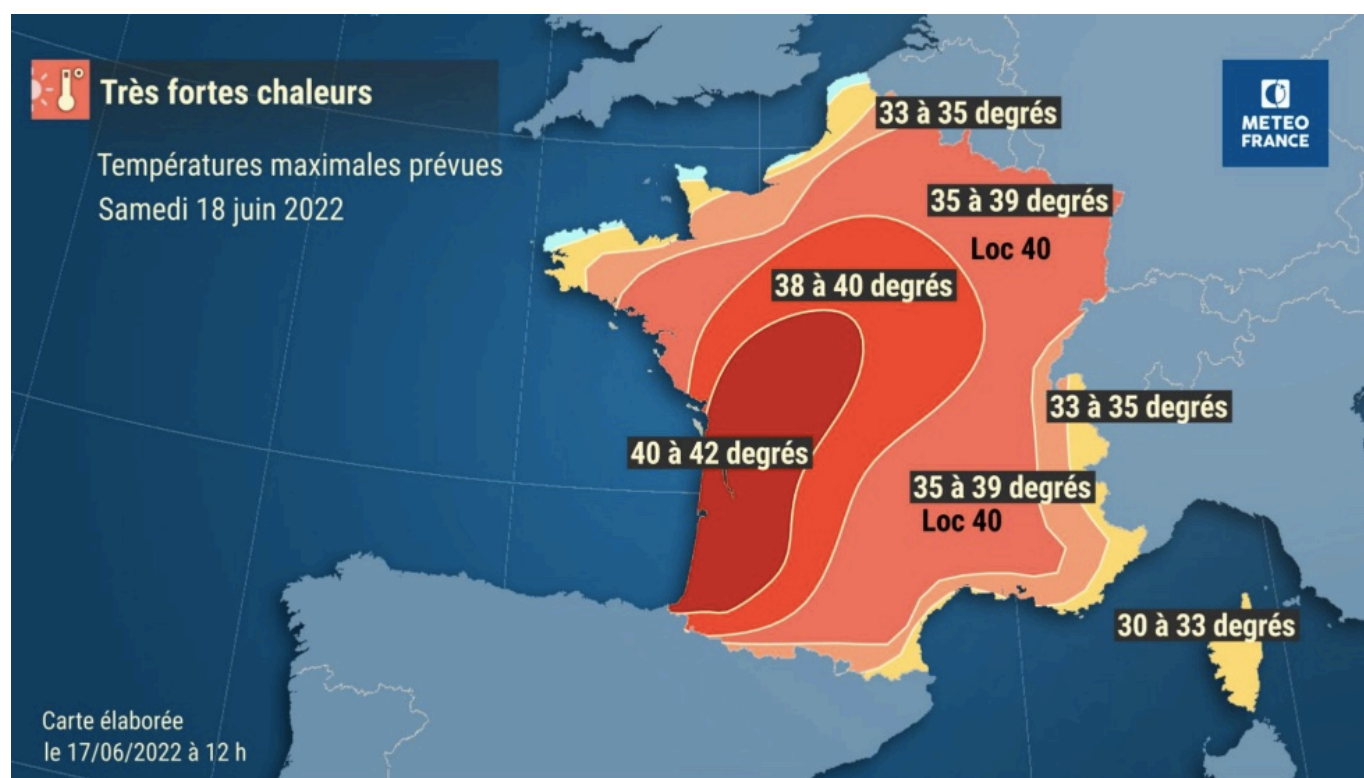 Très fortes chaleurs
Températures maximales prévues
Samedi 18 juin 2022
METEO
FRANCE
33 à 35 degrés
35 à 39 degrés
Loc 40
38 à 40 degrés
33 à 35 degrés
40 à 42 degrés
35 à 39 degrés
Loc 40
30 à 33 degrés
Carte élaborée
le 17/06/2022 à 12 h